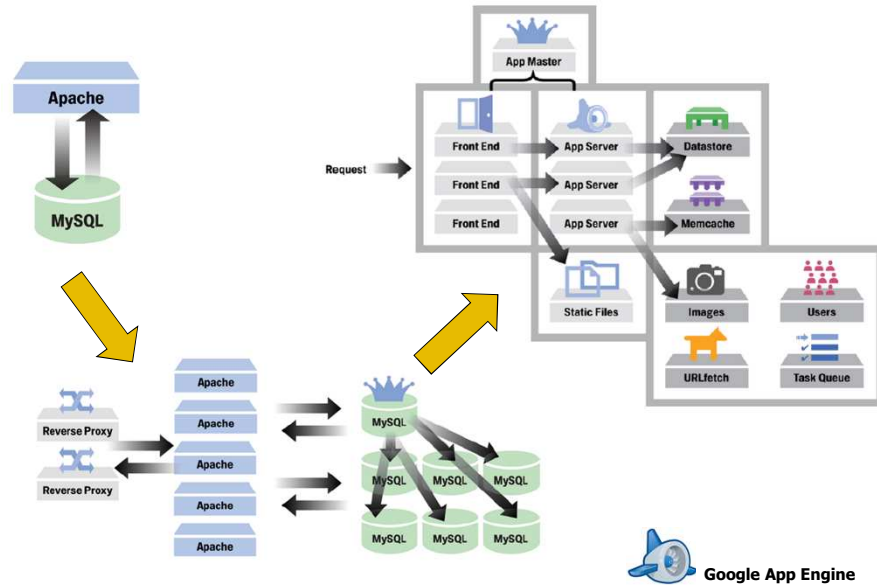 Apache
MySQL
App Master
Request
Front End
App Server
Datastore
Front End
App Server
Front End
App Server
Memcache
Static Files
Images
Users
URLfetch
Task Queue
Reverse Proxy
Reverse Proxy
Apache
Apache
Apache
Apache
Apache
MySQL
MySQL
MySQL
MySQL
MySQL
MySQL
MySQL
Google App Engine